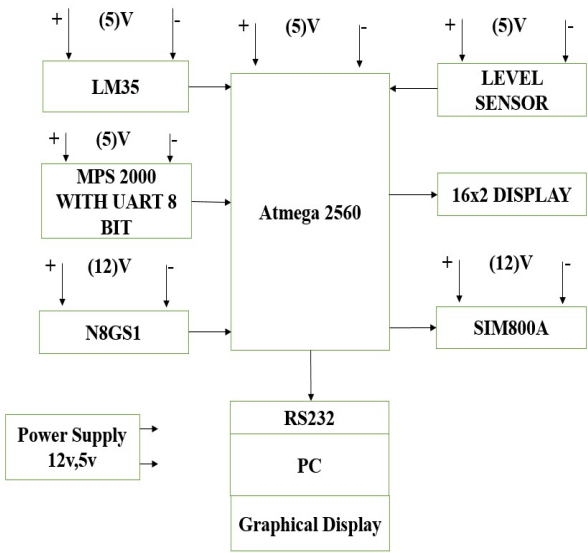 + (5)V -
+ (5)V -
+ (5)V -
LM35
LEVEL
SENSOR
+ (5)V -
MPS 2000
WITH UART 8
BIT
Atmega 2560
16x2 DISPLAY
+ (12)V -
+ (12)V -
N8GS1
SIM800A
RS232
Power Supply
12v,5v
PC
Graphical Display